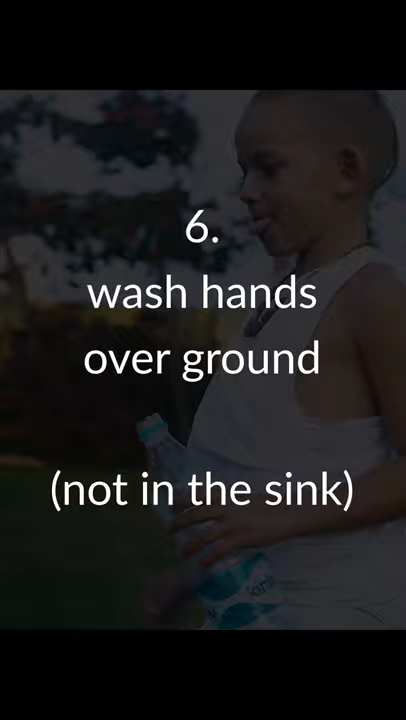 6.
wash hands
over ground
(not in the sink)